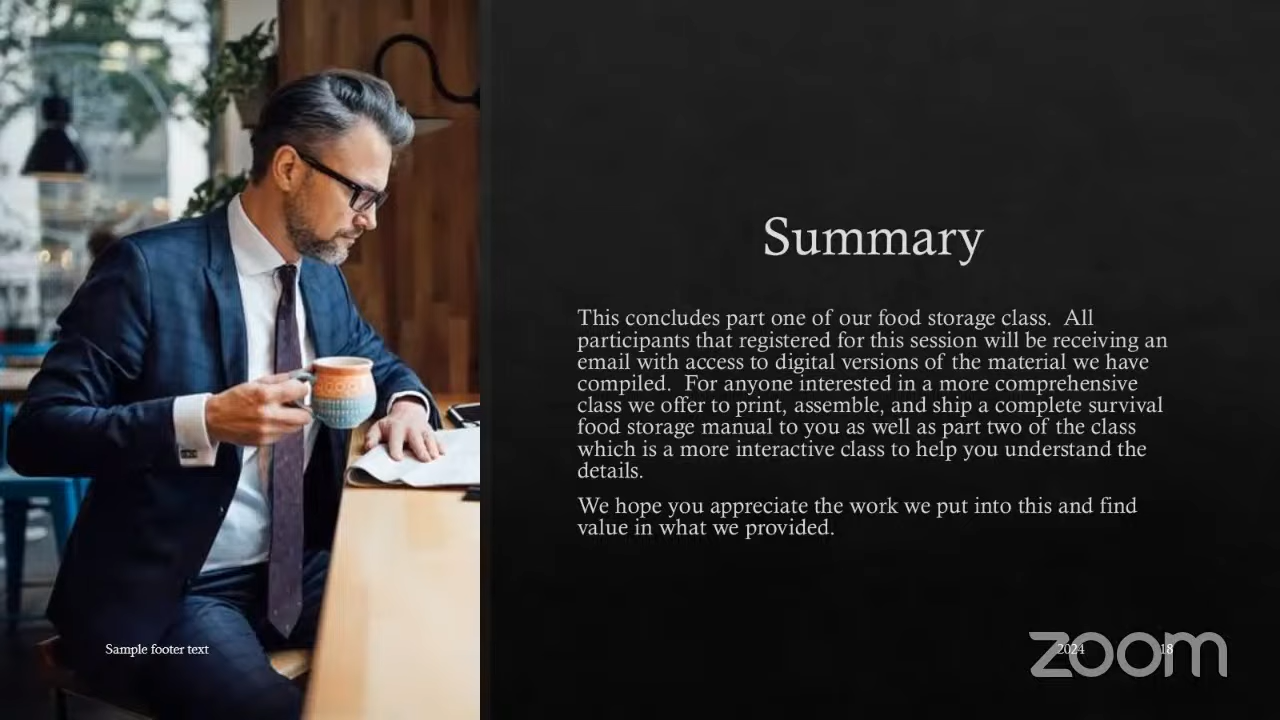 Summary
This concludes part one of our food storage class.  All
participants that registered for this session will be receiving an
email with access to digital versions of the material we have
compiled.  For anyone interested in a more comprehensive
class we offer to print, assemble, and ship a complete survival
food storage manual to you as well as part two of the class
which is a more interactive class to help you understand the
details.
We hope you appreciate the work we put into this and find
value in what we provided.
Sample footer text
2024
18
zoom